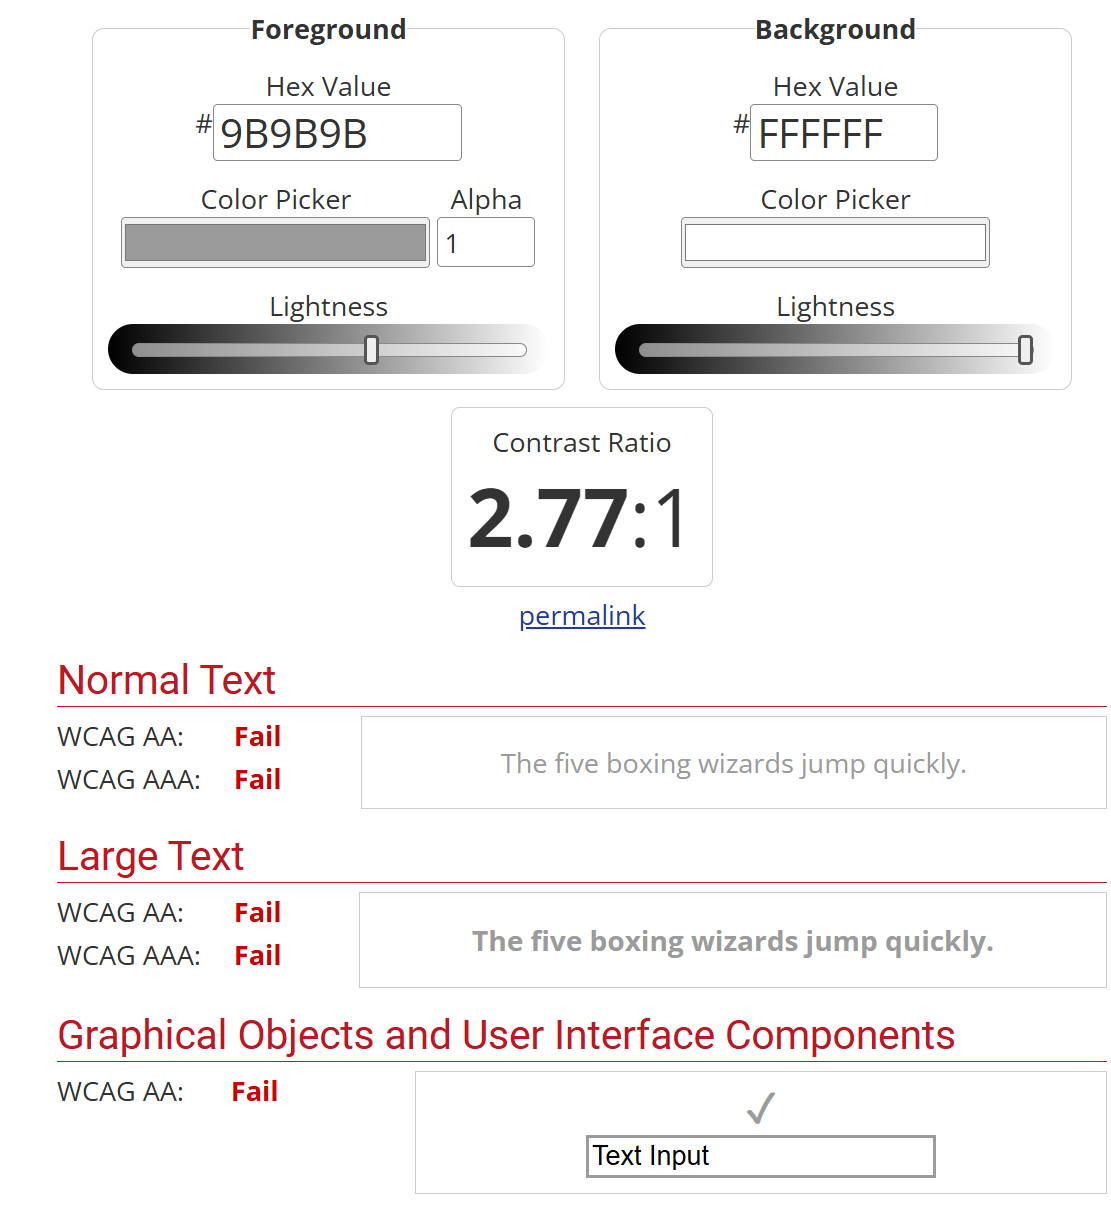 Foreground
Hex Value
#9B9B9B
Color Picker Alpha
1
Lightness
Background
Hex Value
#FFFFFF
Color Picker
Lightness
Contrast Ratio
2.77:1
permalink
Normal Text
WCAG AA: Fail
WCAG AAA: Fail
The five boxing wizards jump quickly.
Large Text
WCAG AA: Fail
WCAG AAA: Fail
The five boxing wizards jump quickly.
Graphical Objects and User Interface Components
WCAG AA: Fail
✓
Text Input